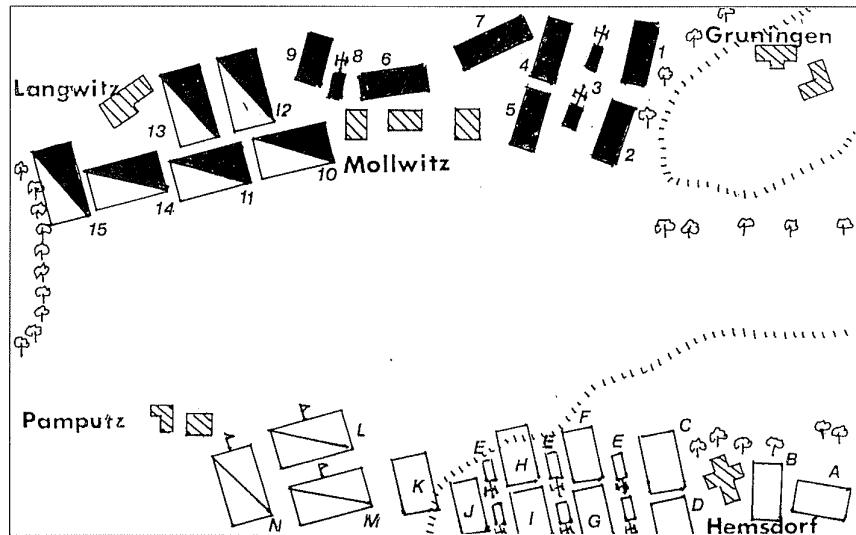 7
1
Gruningen
9
8
6
4
3
Langwitz
12
13
5
2
Mollwitz
10
11
14
15
Pamputz
L
F
C
E
H
E
E
B
A
K
J
I
G
D
N
M
Hemsdorf